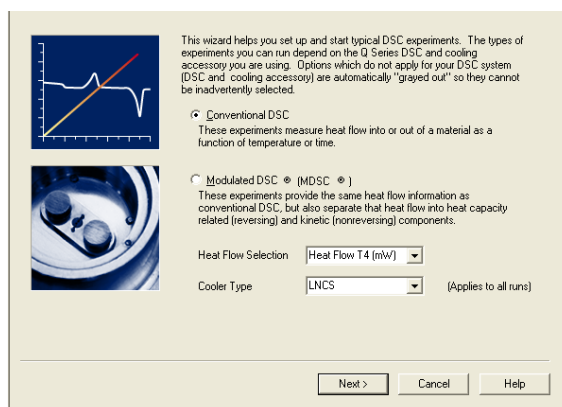 This wizard helps you set up and start typical DSC experiments. The types of
experiments you can run depend on the Q Series DSC and cooling
accessory you are using. Options which do not apply for your DSC system
(DSC and cooling accessory) are automatically "grayed out" so they cannot
be inadvertently selected.
Conventional DSC
These experiments measure heat flow into or out of a material as a
function of temperature or time.
Modulated DSC ® (MDSC ® )
These experiments provide the same heat flow information as
conventional DSC, but also separate that heat flow into heat capacity
related (reversing) and kinetic (nonreversing) components.
Heat Flow Selection Heat Flow T4 (mW)
Cooler Type LNCS (Applies to all runs)
Next > Cancel Help